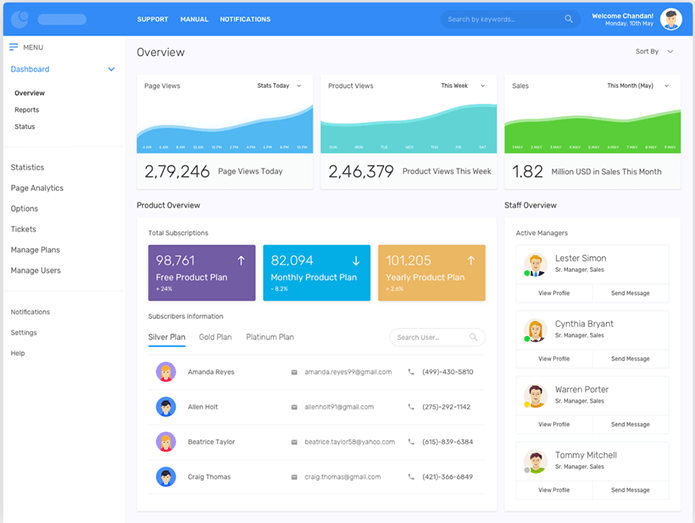 SUPPORT MANUAL NOTIFICATIONS Search by keywords... Welcome Chandan!
Monday, 10th May
MENU
Dashboard
Overview
Reports
Status
Statistics
Page Analytics
Options
Tickets
Manage Plans
Manage Users
Notifications
Settings
Help
Overview Sort By
Page Views Stats Today
2,79,246 Page Views Today
Product Views This Week
SUN MON TUE WED THU FRI SAT
2,46,379 Product Views This Week
Sales This Month (May)
1.82 Million USD in Sales This Month
Product Overview
Total Subscriptions
98,761
Free Product Plan
+ 24%
82,094
Monthly Product Plan
- 8.2%
101,205
Yearly Product Plan
+ 2.6%
Subscribers Information
Silver Plan Gold Plan Platinum Plan Search User...
Amanda Reyes amanda.reyes99@gmail.com (499)-430-5810
Allen Holt allenholt91@gmail.com (275)-292-1142
Beatrice Taylor beatrice.taylor58@yahoo.com (615)-839-6384
Craig Thomas craig.thomas@gmail.com (421)-366-6849
Staff Overview
Active Managers
Lester Simon
Sr. Manager, Sales
View Profile Send Message
Cynthia Bryant
Sr. Manager, Sales
View Profile Send Message
Warren Porter
Sr. Manager, Sales
View Profile Send Message
Tommy Mitchell
Sr. Manager, Sales
View Profile Send Message